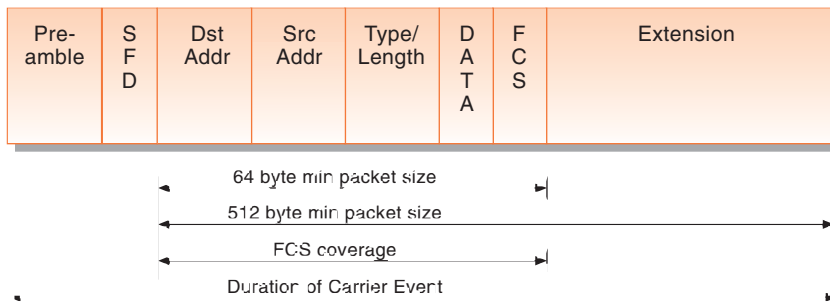 Pre-
amble
S
F
D
Dst
Addr
Src
Addr
Type/
Length
D
A
T
A
F
C
S
Extension
64 byte min packet size
512 byte min packet size
FCS coverage
Duration of Carrier Event